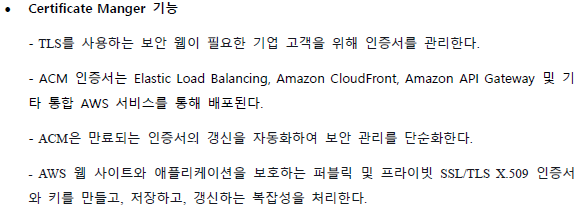 ● Certificate Manger 기능
- TLS를 사용하는 보안 웹이 필요한 기업 고객을 위해 인증서를 관리한다.
- ACM 인증서는 Elastic Load Balancing, Amazon CloudFront, Amazon API Gateway 및 기
타 통합 AWS 서비스를 통해 배포된다.
- ACM은 만료되는 인증서의 갱신을 자동화하여 보안 관리를 단순화한다.
- AWS 웹 사이트와 애플리케이션을 보호하는 퍼블릭 및 프라이빗 SSL/TLS X.509 인증서
와 키를 만들고, 저장하고, 갱신하는 복잡성을 처리한다.